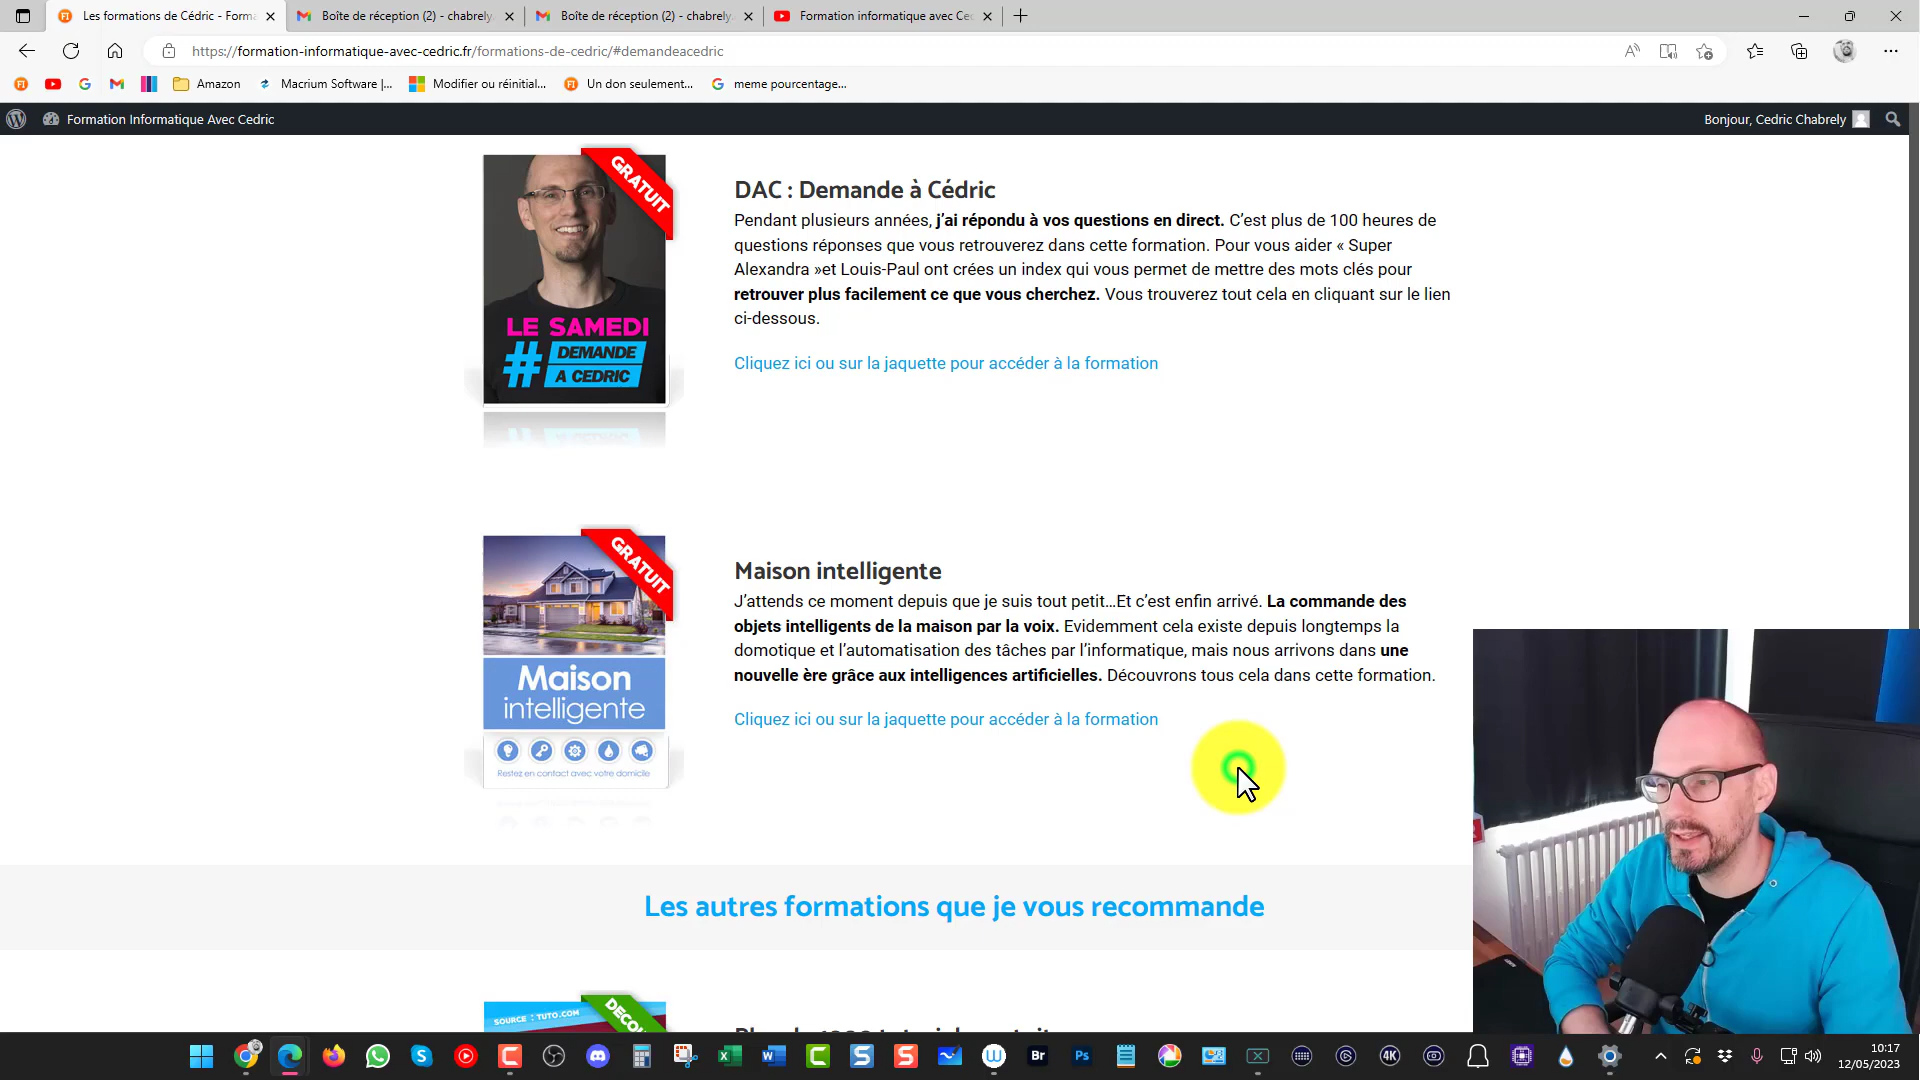 Les formations de Cédric - Form
Boîte de réception (2) - chabrely
Boîte de réception (2) - chabrely
Formation informatique avec Ced
https://formation-informatique-avec-cedric.fr/formations-de-cedric/#demandeacedric
Amazon
Macrium Software |...
Modifier ou réinitial...
Un don seulement...
meme pourcentage...
Formation Informatique Avec Cedric
Bonjour, Cedric Chabrely
GRATUIT
LE SAMEDI
# DEMANDE
A CEDRIC
DAC : Demande à Cédric
Pendant plusieurs années, j'ai répondu à vos questions en direct. C'est plus de 100 heures de
questions réponses que vous retrouverez dans cette formation. Pour vous aider « Super
Alexandra »et Louis-Paul ont crées un index qui vous permet de mettre des mots clés pour
retrouver plus facilement ce que vous cherchez. Vous trouverez tout cela en cliquant sur le lien
ci-dessous.
Cliquez ici ou sur la jaquette pour accéder à la formation
GRATUIT
Maison
intelligente
Restez en contact avec votre domicile
Maison intelligente
J'attends ce moment depuis que je suis tout petit…Et c'est enfin arrivé. La commande des
objets intelligents de la maison par la voix. Evidemment cela existe depuis longtemps la
domotique et l'automatisation des tâches par l'informatique, mais nous arrivons dans une
nouvelle ère grâce aux intelligences artificielles. Découvrons tous cela dans cette formation.
Cliquez ici ou sur la jaquette pour accéder à la formation
Les autres formations que je vous recommande
SOURCE : TUTO.COM
10:17
12/05/2023